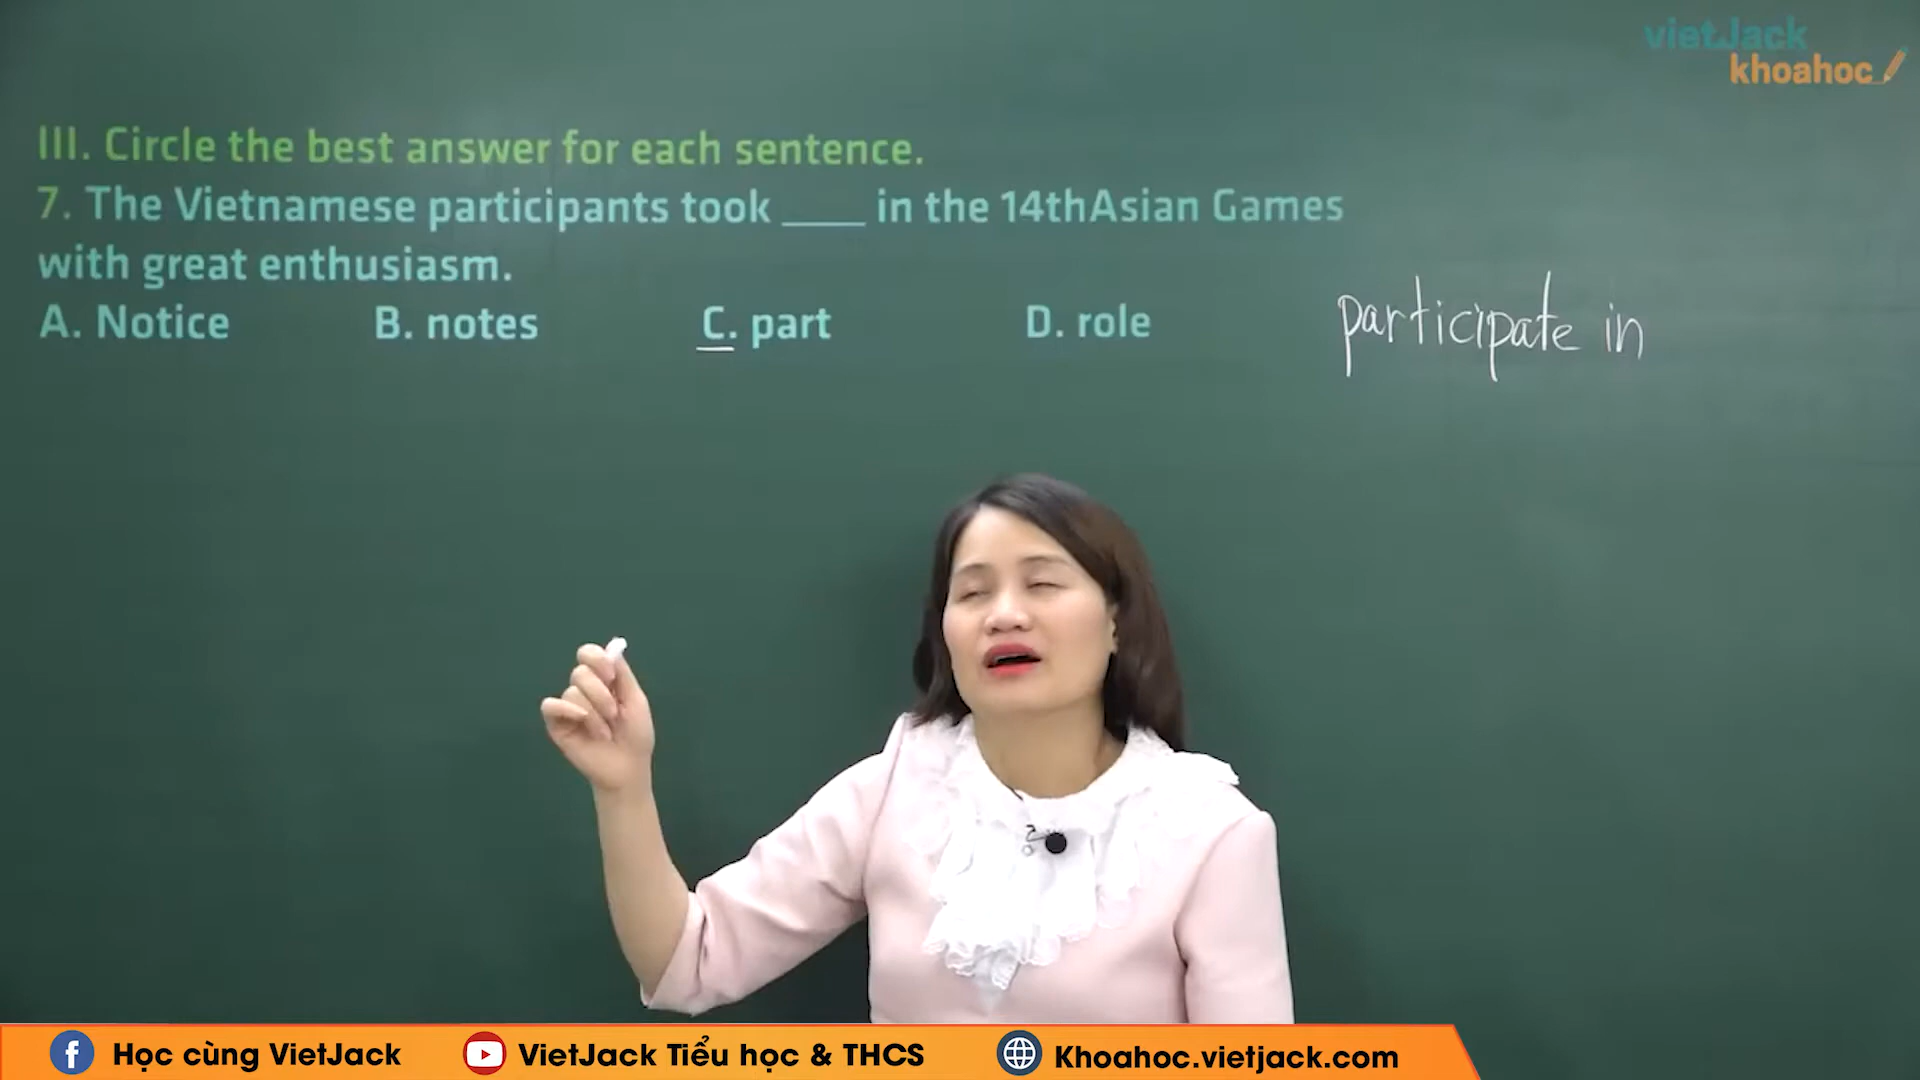 vietJack
khoahoc
III. Circle the best answer for each sentence.
7. The Vietnamese participants took ____ in the 14thAsian Games
with great enthusiasm.
A. Notice B. notes C. part D. role
participate in
Học cùng VietJack VietJack Tiểu học & THCS Khoahoc.vietjack.com